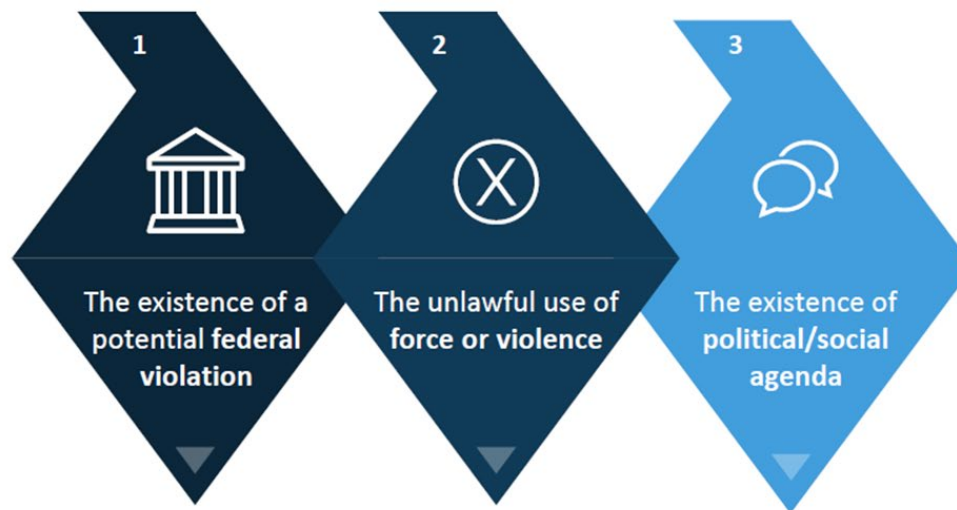 1
The existence of a
potential federal
violation
2
X
The unlawful use of
force or violence
3
The existence of
political/social
agenda